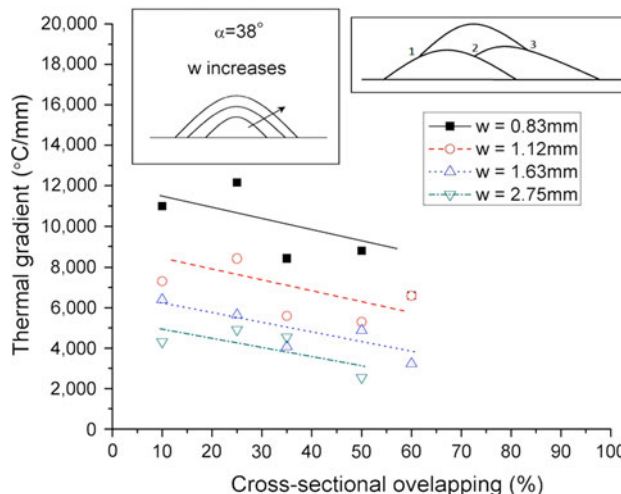 20,000
18,000
16,000
14,000
12,000
10,000
8,000
6,000
4,000
2,000
0
Thermal gradient (°C/mm)
α=38°
w increases
1
2
3
w = 0.83mm
w = 1.12mm
w = 1.63mm
w = 2.75mm
0 10 20 30 40 50 60 70 80 90 100
Cross-sectional ovelapping (%)